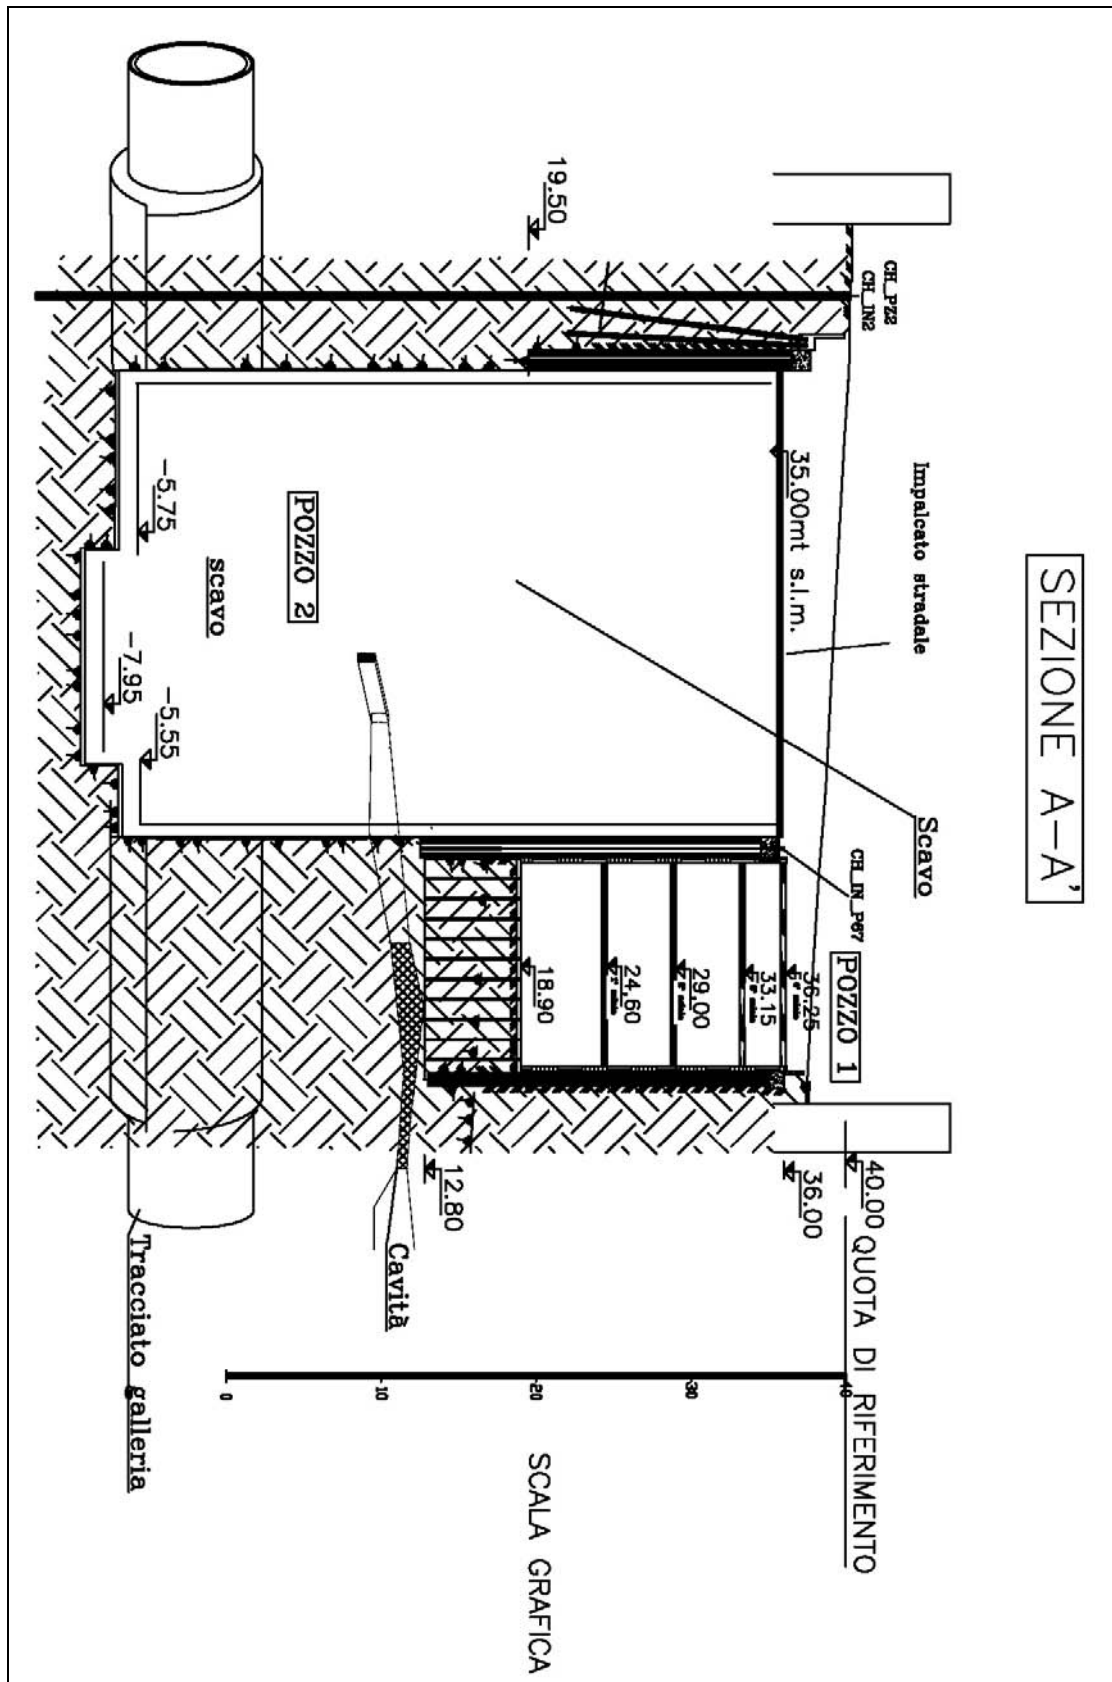 SEZIONE A-A'
CH_PZ2
CH_IN2
Impalcato stradale
Scavo
CH_IN_P67
POZZO 1
40.00
QUOTA DI RIFERIMENTO
19.50
35.00mt s.l.m.
36.25
33.15
29.00
24.60
18.90
36.00
12.80
POZZO 2
scavo
-5.75
-7.95
-5.55
Cavità
Tracciato galleria
0
10
20
30
40
SCALA GRAFICA